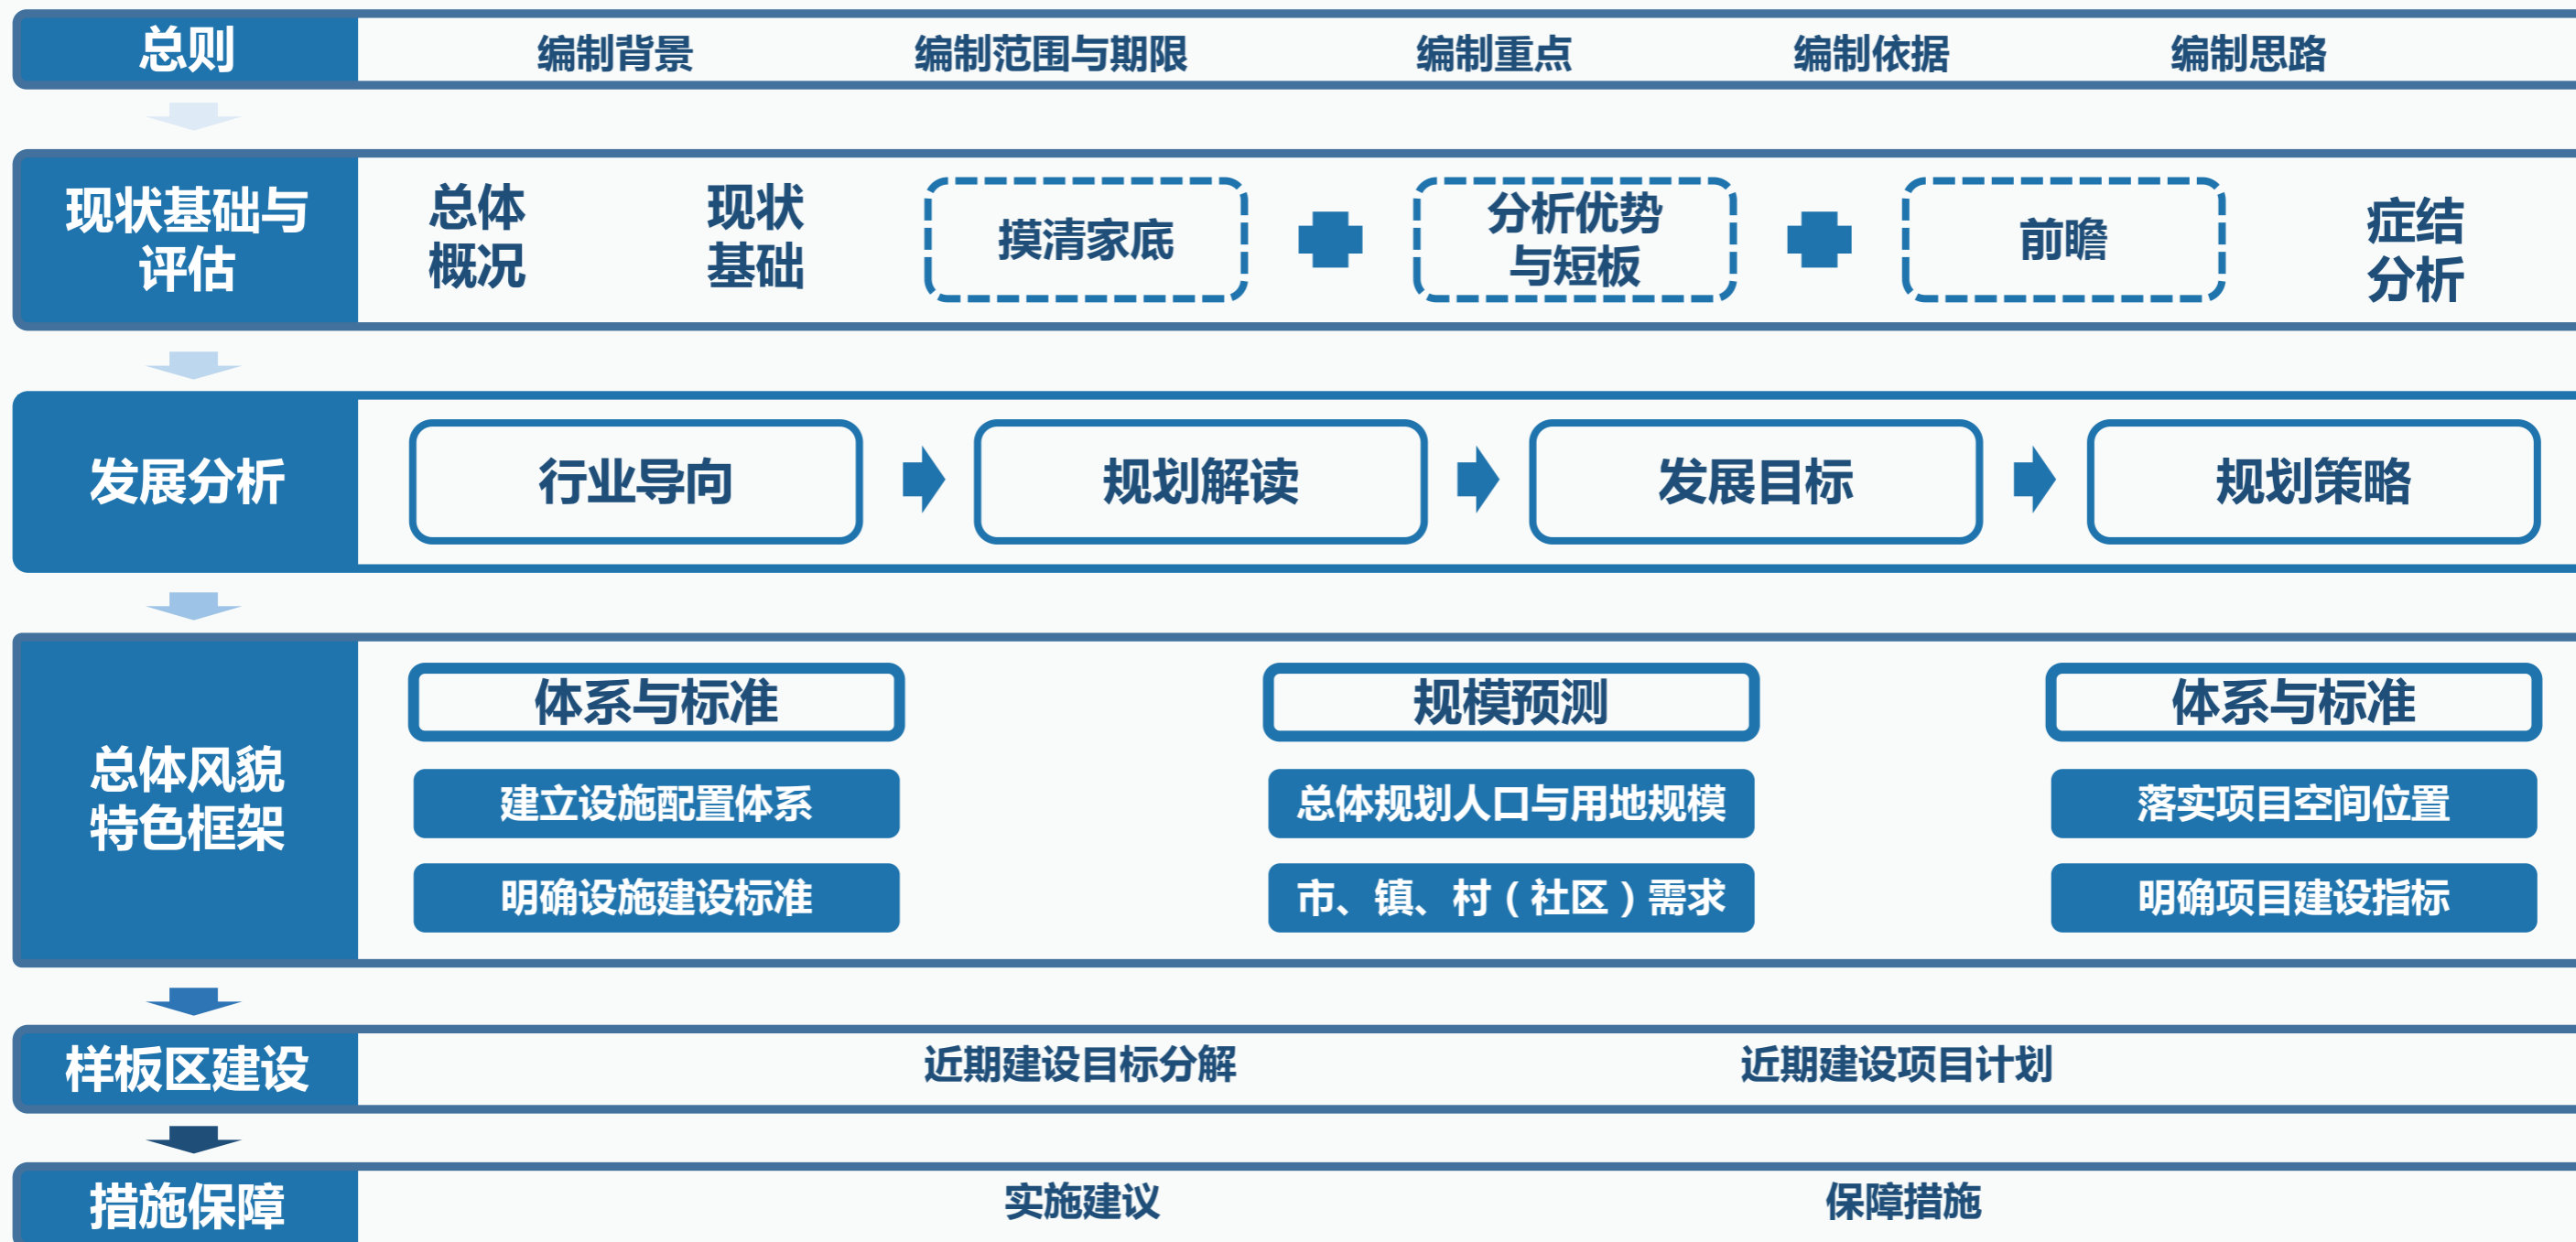 总则
编制背景
编制范围与期限
编制重点
编制依据
编制思路
现状基础与
评估
总体
概况
现状
基础
摸清家底
分析优势
与短板
前瞻
症结
分析
发展分析
行业导向
规划解读
发展目标
规划策略
总体风貌
特色框架
体系与标准
建立设施配置体系
明确设施建设标准
规模预测
总体规划人口与用地规模
市、镇、村（社区）需求
体系与标准
落实项目空间位置
明确项目建设指标
样板区建设
近期建设目标分解
近期建设项目计划
措施保障
实施建议
保障措施